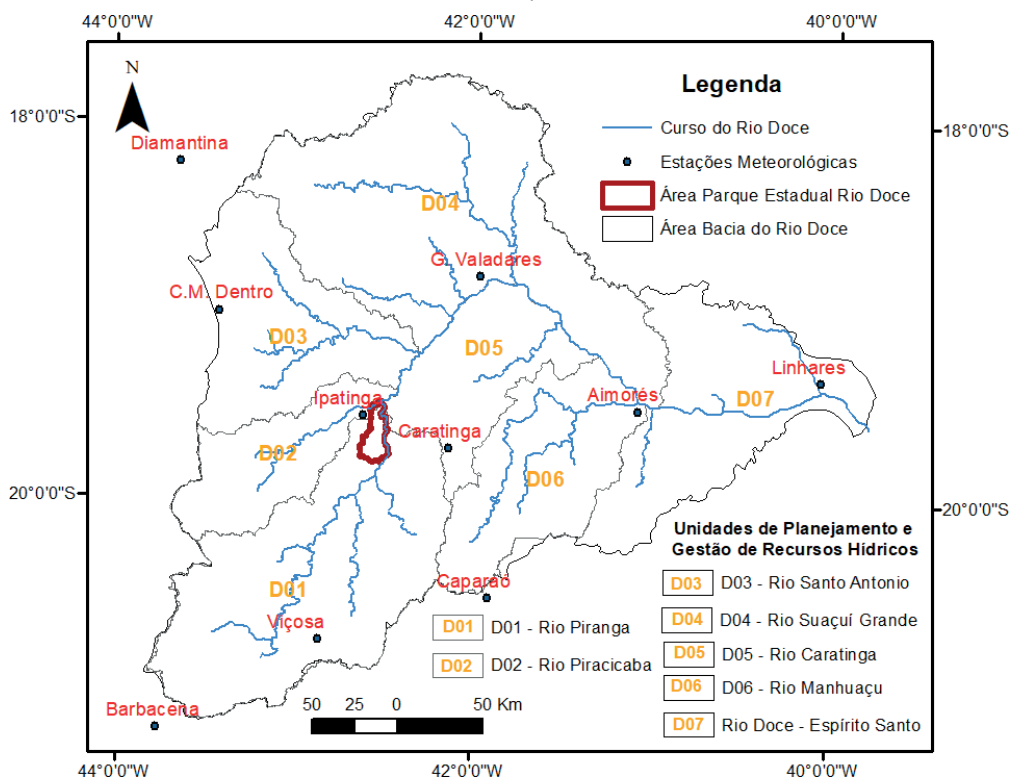 44°0'0"W
42°0'0"W
40°0'0"W
N
Legenda
18°0'0"S
18°0'0"S
Curso do Rio Doce
Diamantina
Estações Meteorológicas
Área Parque Estadual Rio Doce
D04
Área Bacia do Rio Doce
G. Valadares
C.M. Dentro
D03
D05
Linhares
Ipatinga
Aimorés
D07
Caratinga
D02
D06
20°0'0"S
20°0'0"S
Unidades de Planejamento e
Gestão de Recursos Hídricos
Caparaó
D03 D03 - Rio Santo Antonio
D01
Viçosa
D01 D01 - Rio Piranga
D04 D04 - Rio Suaçuí Grande
D02 D02 - Rio Piracicaba
D05 D05 - Rio Caratinga
D06 D06 - Rio Manhuaçu
Barbacena
50 25 0 50 Km
D07 Rio Doce - Espírito Santo
44°0'0"W
42°0'0"W
40°0'0"W